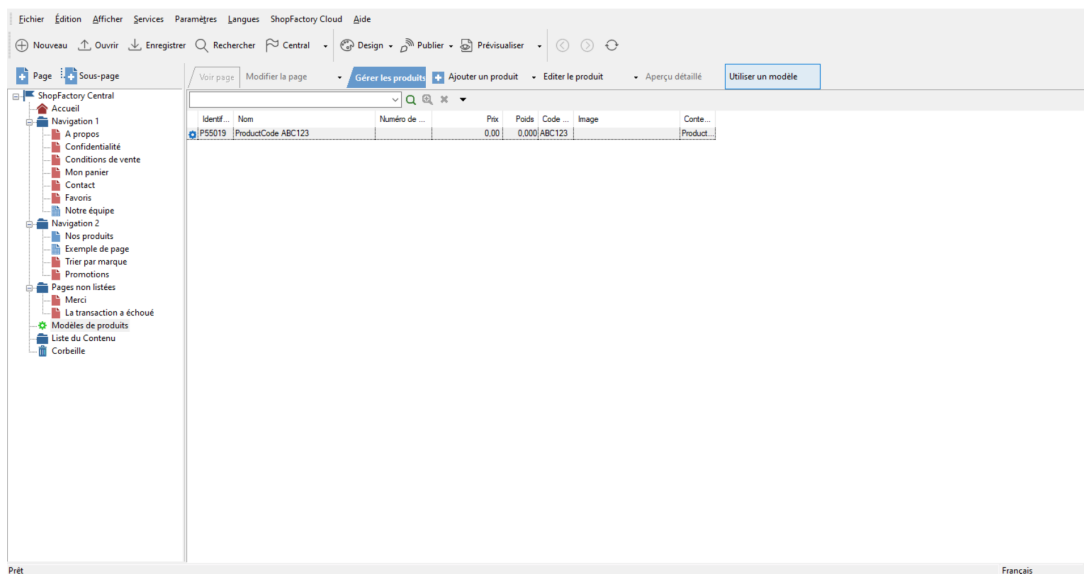 Fichier Édition Afficher Services Paramètres Langues ShopFactory Cloud Aide
Nouveau Ouvrir Enregistrer Rechercher Central Design Publier Prévisualiser
Page Sous-page Voir page Modifier la page Gérer les produits Ajouter un produit Editer le produit Aperçu détaillé Utiliser un modèle
ShopFactory Central
Accueil
Navigation 1
A propos
Confidentialité
Conditions de vente
Mon panier
Contact
Favoris
Notre équipe
Navigation 2
Nos produits
Exemple de page
Trier par marque
Promotions
Pages non listées
Merci
La transaction a échoué
Modèles de produits
Liste du Contenu
Corbeille
Identif... Nom Numéro de ... Prix Poids Code ... Image Conte...
P55019 ProductCode ABC123 0,00 0,000 ABC123 Product...
Prêt Français